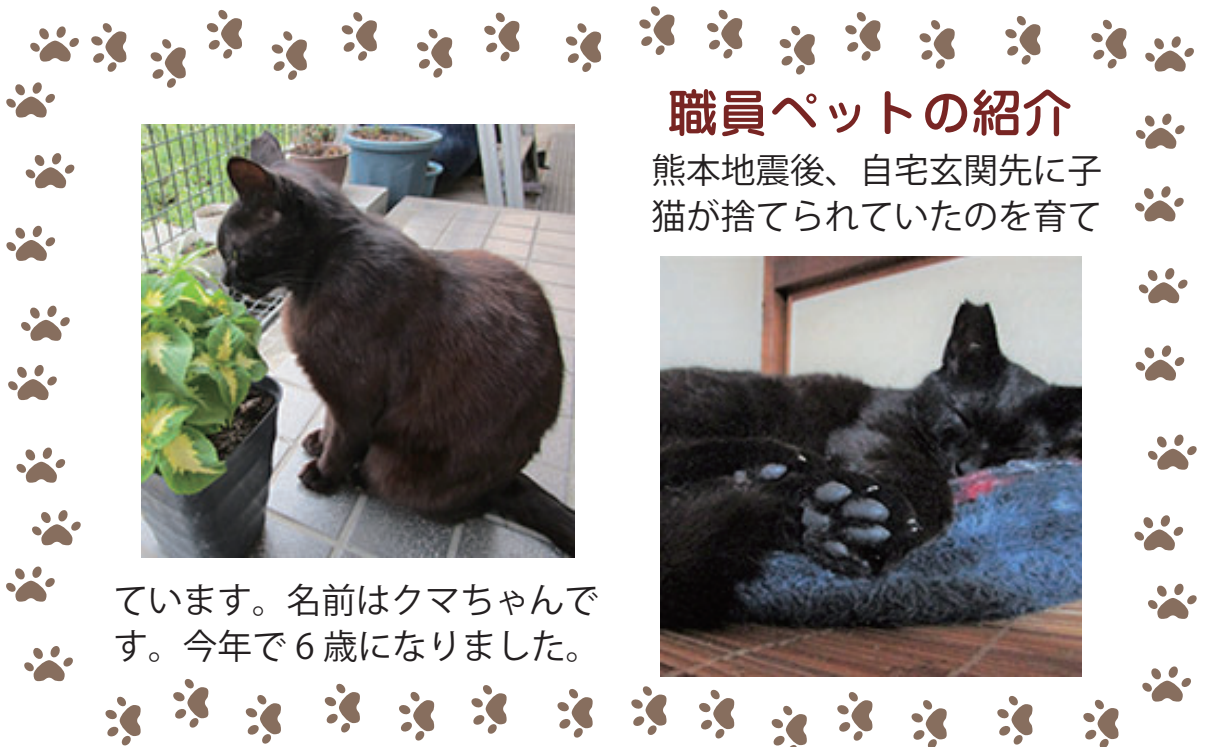 職員ペットの紹介
熊本地震後、自宅玄関先に子
猫が捨てられていたのを育て
ています。名前はクマちゃんで
す。今年で6歳になりました。